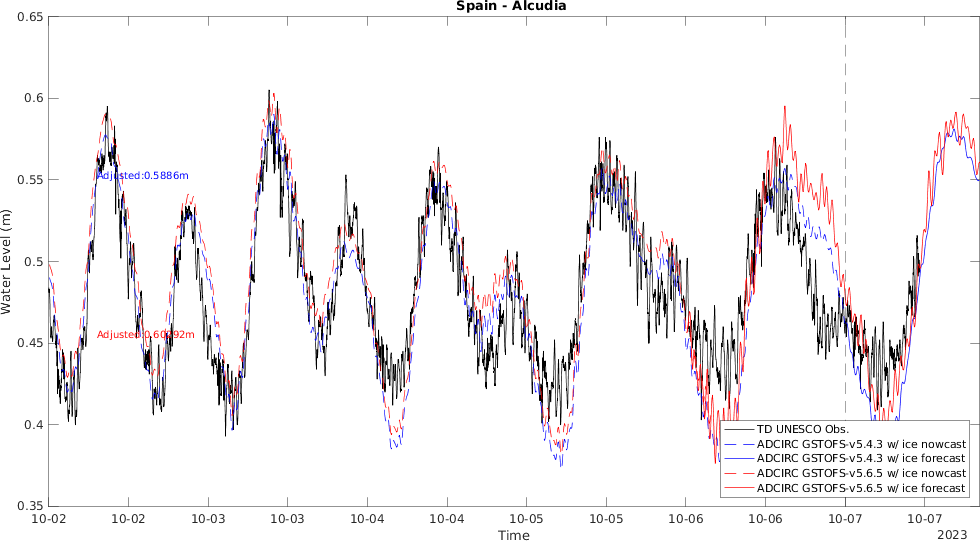 Spain - Alcudia
0.65
0.6
0.55
0.5
0.45
0.4
0.35
Water Level (m)
Adjusted:0.5886m
Adjusted:
TD UNESCO Obs.
ADCIRC GSTOFS-v5.4.3 w/ ice nowcast
ADCIRC GSTOFS-v5.4.3 w/ ice forecast
ADCIRC GSTOFS-v5.6.5 w/ ice nowcast
ADCIRC GSTOFS-v5.6.5 w/ ice forecast
10-02 10-02 10-03 10-03 10-04 10-04 10-05 10-05 10-06 10-06 10-07 10-07
Time
2023